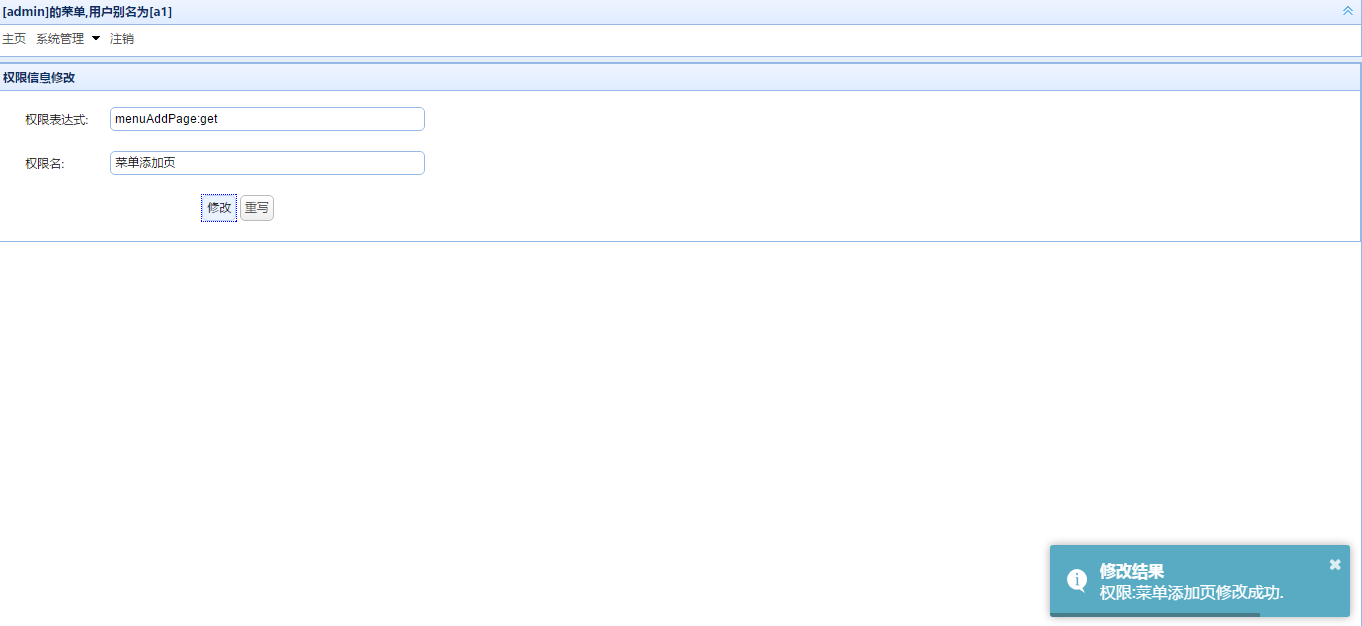 [admin]的荣单,用户别名为[a1]
主页 系统管理 注销
权限信息修改
权限表达式: menuAddPage:get
权限名: 菜单添加页
修改 重写
修改结果
权限:菜单添加页修改成功.